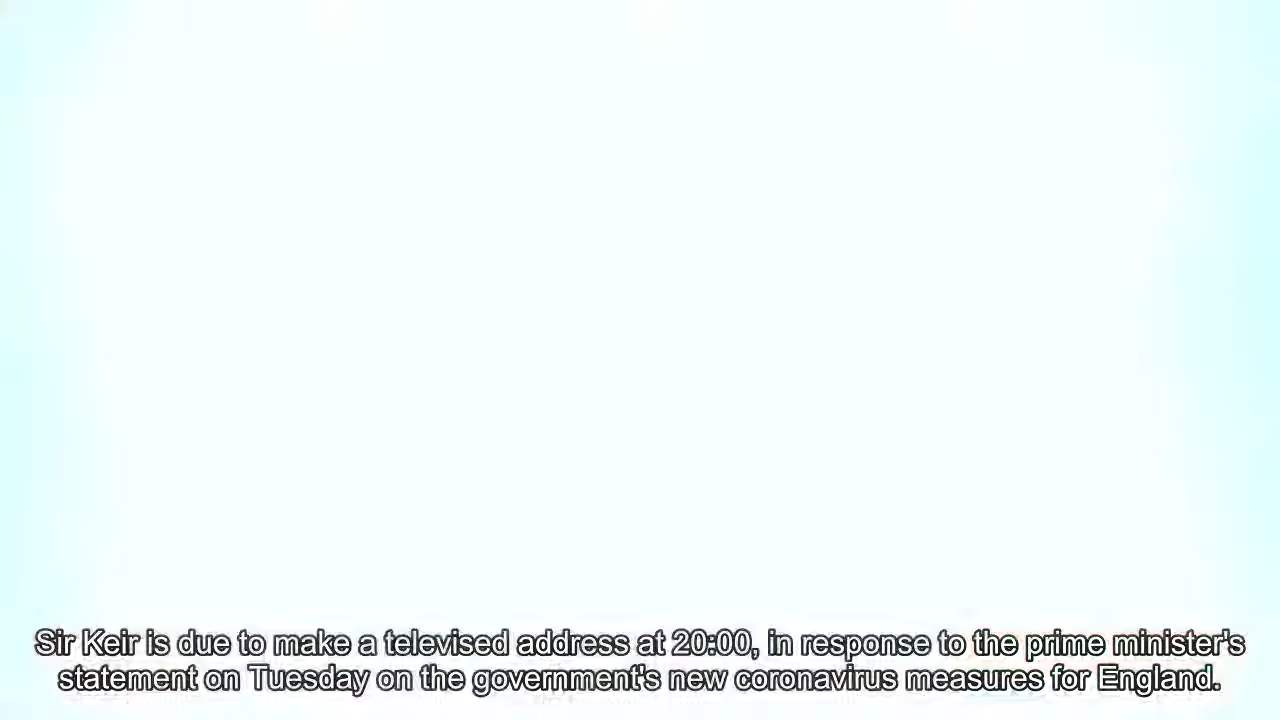 Sir Keir is due to make a televised address at 20:00, in response to the prime minister's
statement on Tuesday on the government's new coronavirus measures for England.